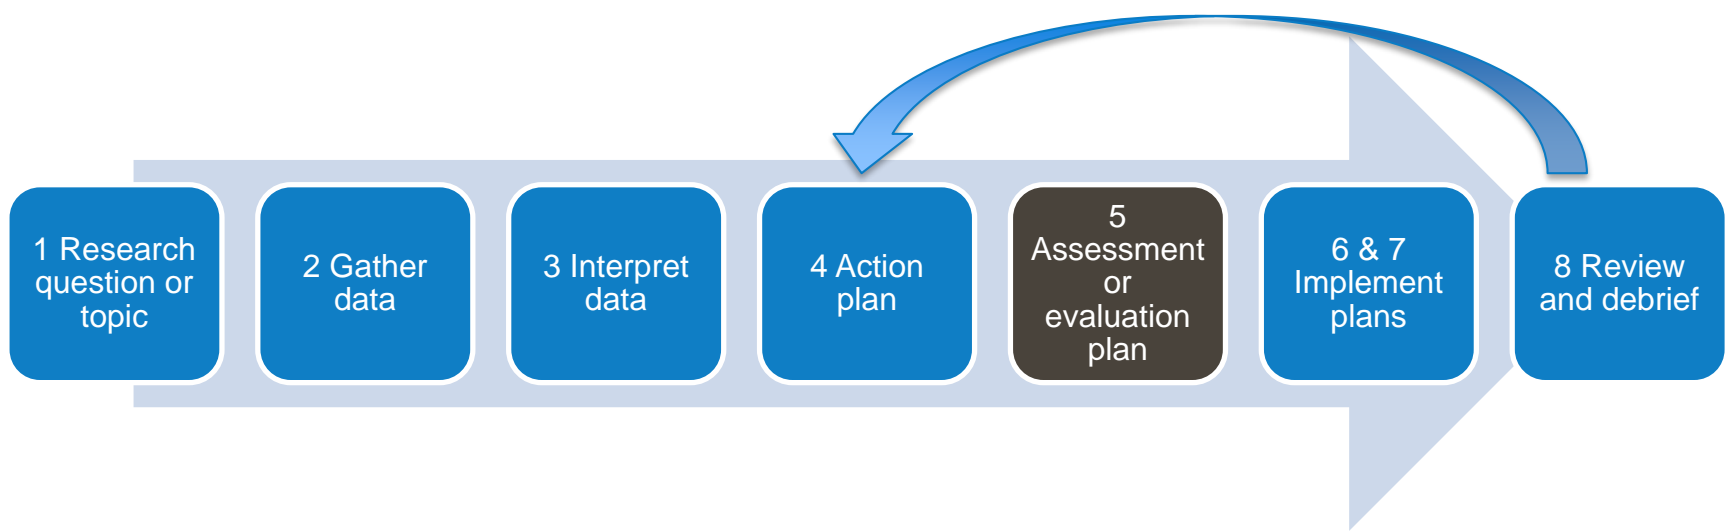 1 Research
question or
topic
2 Gather
data
3 Interpret
data
4 Action
plan
5
Assessment
or
evaluation
plan
6 & 7
Implement
plans
8 Review
and debrief